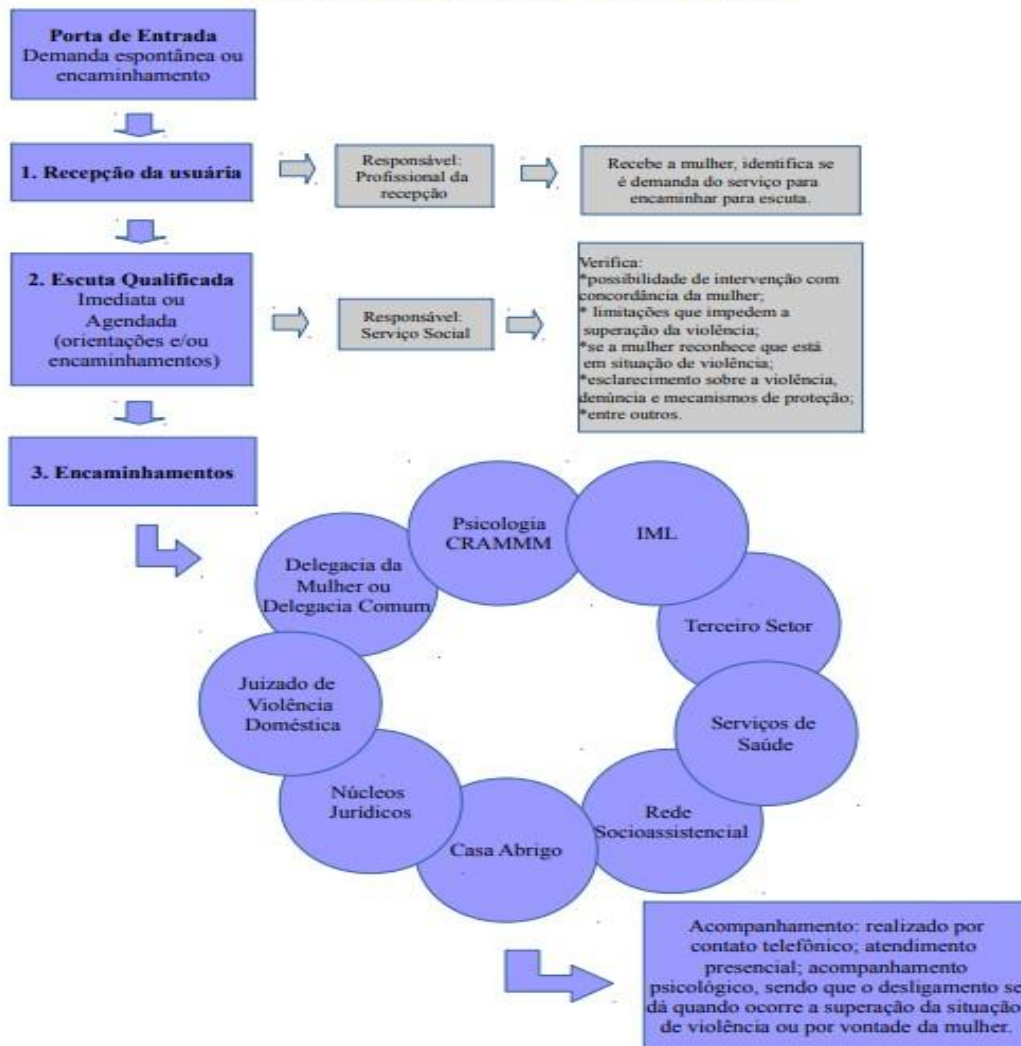 Porta de Entrada
Demanda espontânea ou
encaminhamento
1. Recepção da usuária
Responsável:
Profissional da
recepção
Recebe a mulher, identifica se
é demanda do serviço para
encaminhar para escuta.
2. Escuta Qualificada
Imediata ou
Agendada
(orientações e/ou
encaminhamentos)
Responsável:
Serviço Social
Verifica:
*possibilidade de intervenção com
concordância da mulher;
* limitações que impedem a
superação da violência;
*se a mulher reconhece que está
em situação de violência;
*esclarecimento sobre a violência,
denúncia e mecanismos de proteção;
*entre outros.
3. Encaminhamentos
Psicologia
CRAMMM
IML
Delegacia da
Mulher ou
Delegacia Comum
Terceiro Setor
Juizado de
Violência
Doméstica
Serviços de
Saúde
Núcleos
Jurídicos
Rede
Socioassistencial
Casa Abrigo
Acompanhamento: realizado por
contato telefônico; atendimento
presencial; acompanhamento
psicológico, sendo que o desligamento se
dá quando ocorre a superação da situação
de violência ou por vontade da mulher.